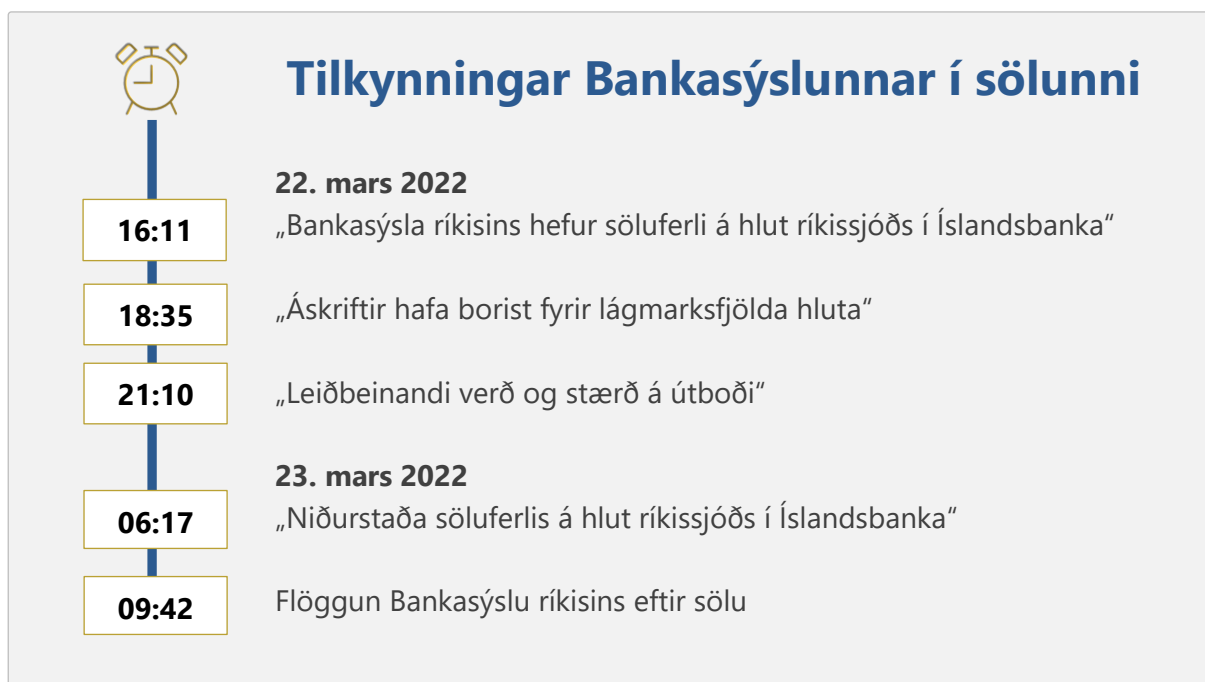 Tilkynningar Bankasýslunnar í sölunni
22. mars 2022
16:11 „Bankasýsla ríkisins hefur söluferli á hlut ríkissjóðs í Íslandsbanka“
18:35 „Áskriftir hafa borist fyrir lágmarksfjölda hluta“
21:10 „Leiðbeinandi verð og stærð á útboði“
23. mars 2022
06:17 „Niðurstaða söluferlis á hlut ríkissjóðs í Íslandsbanka“
09:42 Flöggun Bankasýslu ríkisins eftir sölu